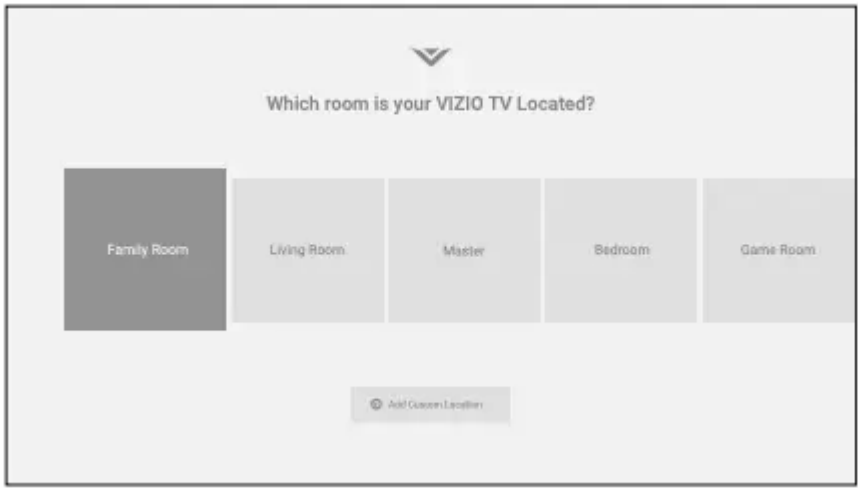 Which room is your VIZIO TV Located?
Family Room
Living Room
Master
Bedroom
Game Room
Add Custom Location